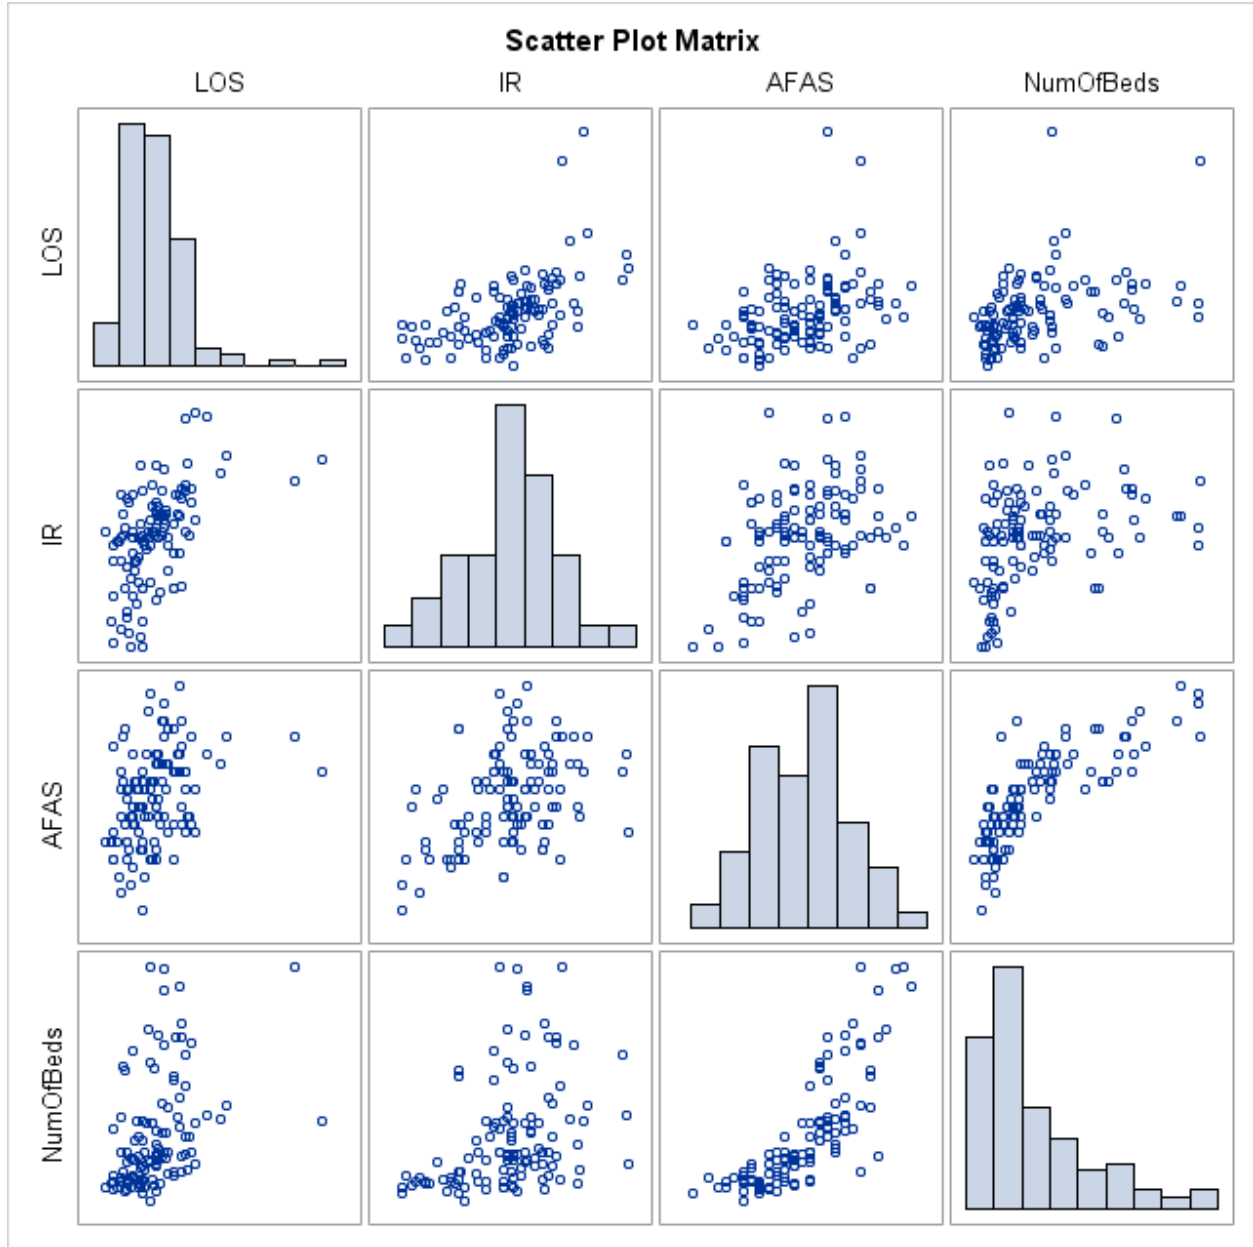 Scatter Plot Matrix
LOS IR AFAS NumOfBeds
LOS
IR
AFAS
NumOfBeds